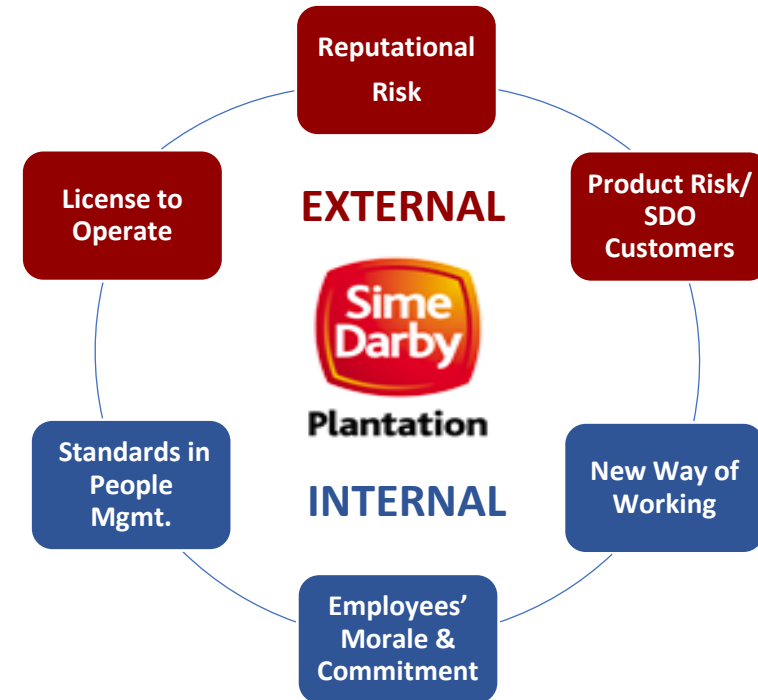 Reputational
Risk
License to
Operate
EXTERNAL
Product Risk/
SDO
Customers
Sime
Darby
Plantation
Standards in
People
Mgmt.
INTERNAL
New Way of
Working
Employees’
Morale &
Commitment